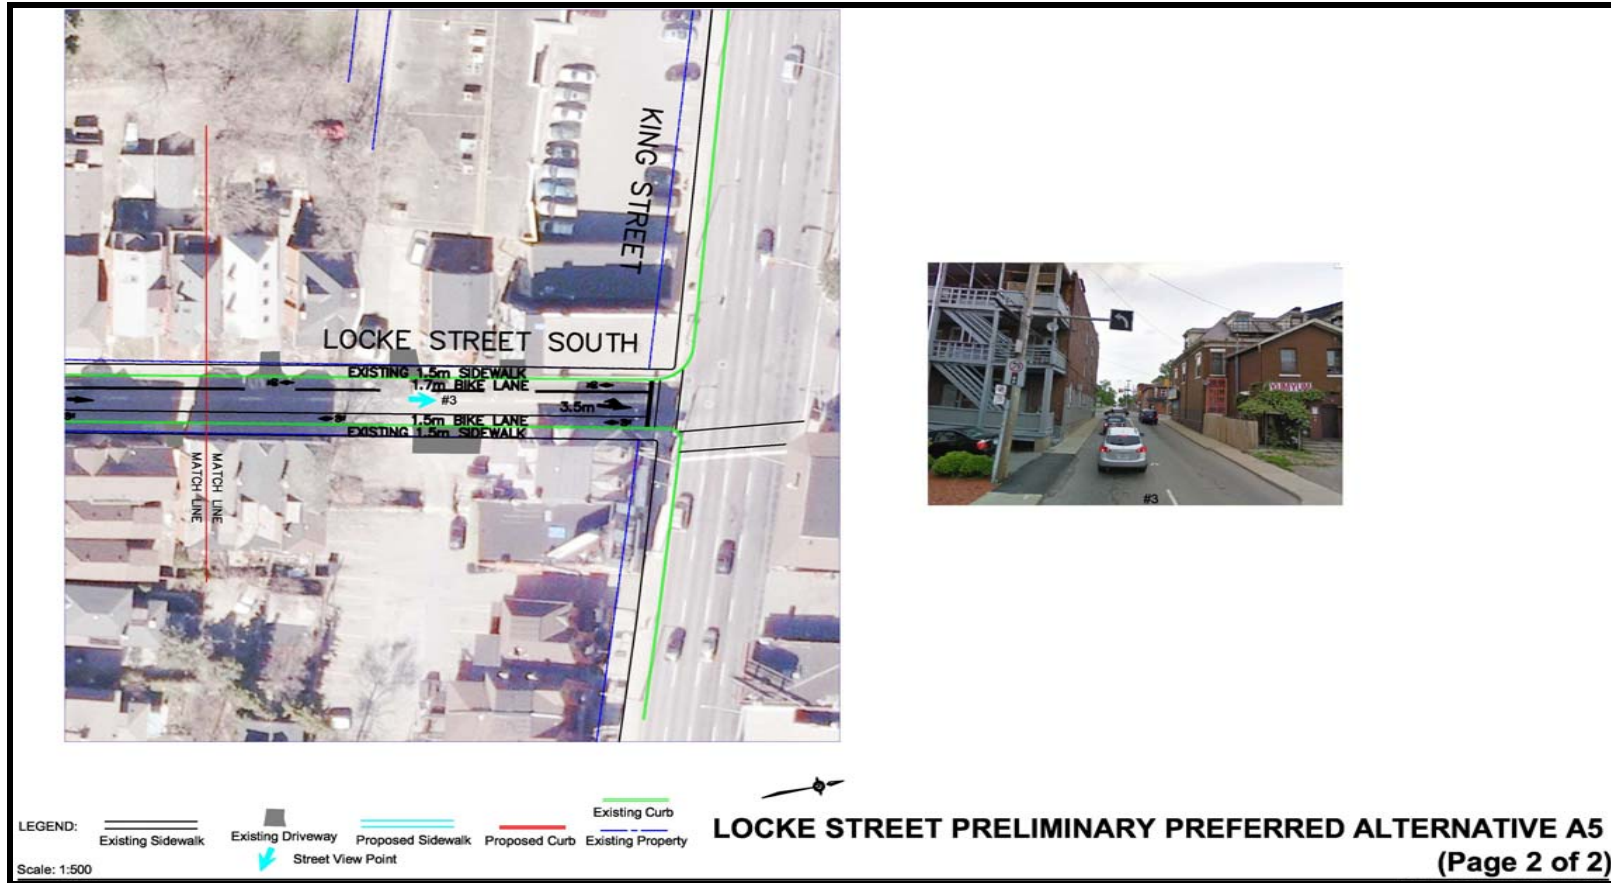 KING STREET
LOCKE STREET SOUTH
EXISTING 1.5m SIDEWALK
1.7m BIKE LANE
#3
3.5m
1.5m BIKE LANE
EXISTING 1.5m SIDEWALK
MATCH LINE
MATCH LINE
YUMYUM
#3
LEGEND:
Existing Sidewalk
Existing Driveway
Proposed Sidewalk
Proposed Curb
Existing Curb
Existing Property
Street View Point
Scale: 1:500
LOCKE STREET PRELIMINARY PREFERRED ALTERNATIVE A5
(Page 2 of 2)